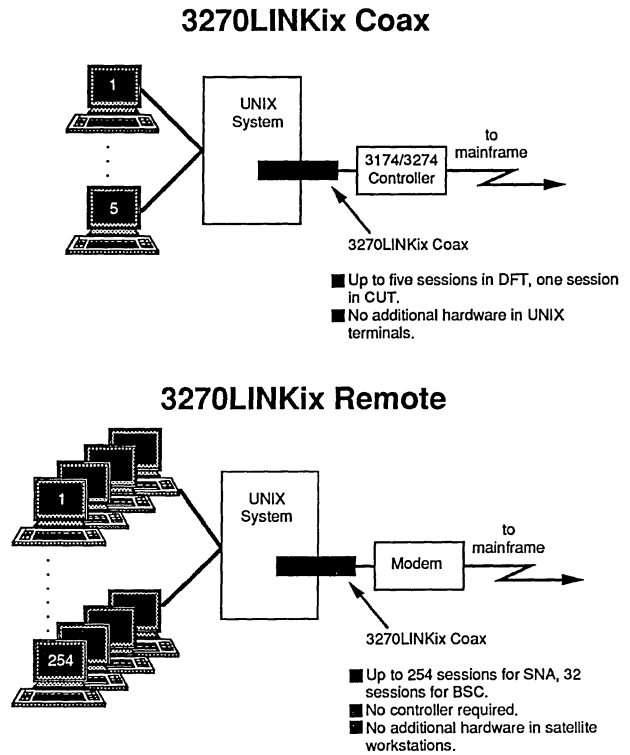 3270LINKix Coax
1
UNIX
System
5
3174/3274
Controller
to
mainframe
3270LINKix Coax
Up to five sessions in DFT, one session
in CUT.
No additional hardware in UNIX
terminals.
3270LINKix Remote
1
UNIX
System
254
Modem
to
mainframe
3270LINKix Coax
Up to 254 sessions for SNA, 32
sessions for BSC.
No controller required.
No additional hardware in satellite
workstations.